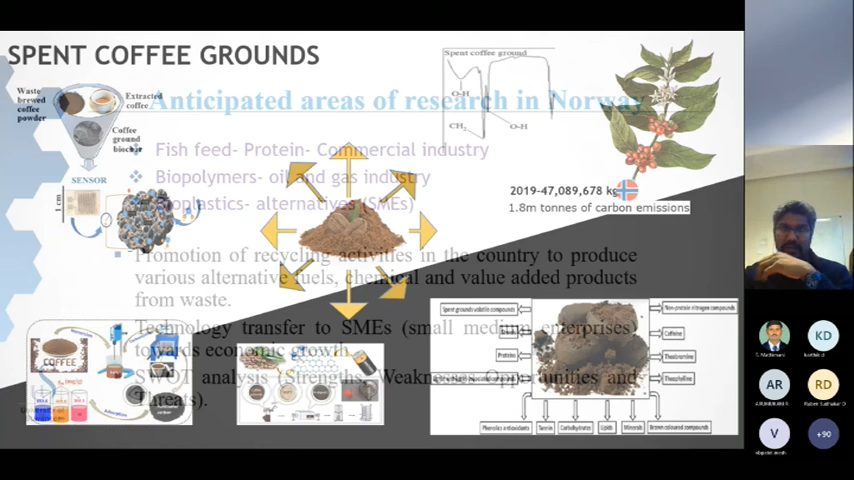 SPENT COFFEE GROUNDS
Anticipated areas of research in Norway
Spent coffee ground
O-H
CH2
O-H
Waste
brewed
coffee
powder
Extracted
coffee
Coffee
ground
biochar
SENSOR
1 cm
Fish feed- Protein- Commercial industry
Biopolymers- oil and gas industry
Bioplastics- alternatives (SMEs)
2019-47,089,678 kg
1.8m tonnes of carbon emissions
Promotion of recycling activities in the country to produce
various alternative fuels, chemical and value added products
from waste.
Technology transfer to SMEs (small medium enterprises)
towards economic growth.
SWOT analysis (Strengths, Weakness, Opportunities and
Threats).
COFFEE
Spent grounds volatile compounds
Non-protein nitrogen compounds
Caffeine
Proteins
Theobromine
Theophylline
Phenolics antioxidants
Tannin
Carbohydrates
Lipids
Minerals
Brown coloured compounds
KD
AR
RD
V
+90